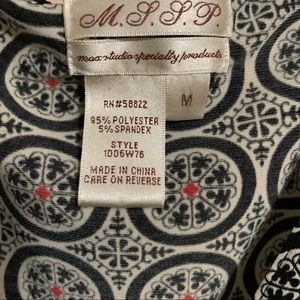 M.S.S.P.
max studio specialty products
M
RN#58822
95% POLYESTER
5% SPANDEX
STYLE
1D06W76
MADE IN CHINA
CARE ON REVERSE